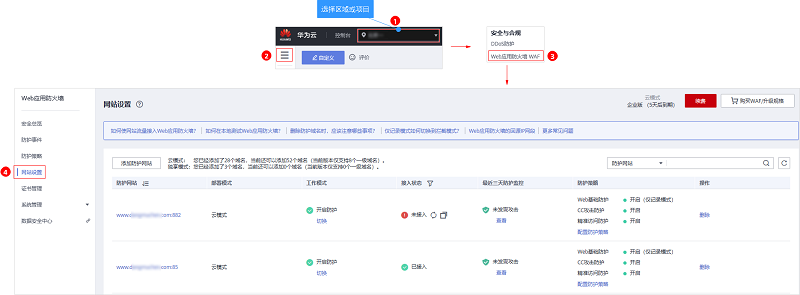 选择区域或项目
1
华为云
控制台
2
自定义
评价
安全与合规
DDoS防护
Web应用防火墙 WAF
3
Web应用防火墙
安全总览
防护事件
防护策略
4
网站设置
证书管理
系统管理
数据安全中心
网站设置
云模式
企业版 （5天后到期）
续费
购买WAF/升级规格
如何使网站流量接入Web应用防火墙?
如何在本地测试Web应用防火墙?
删除防护域名时，应该注意哪些事项?
仅记录模式如何切换到拦截模式?
Web应用防火墙的回源IP网段
更多常见问题
添加防护网站
云模式： 您已经添加了28个域名，当前还可以添加52个域名（当前版本仅支持8个一级域名）。
独享模式：您已经添加了3个域名，当前还可以添加0个域名（当前版本仅支持0个一级域名）。
防护网站
防护网站
部署模式
工作模式
接入状态
最近三天防护监控
防护策略
操作
www.
.com:882
云模式
开启防护
切换
未接入
未发现攻击
查看
Web基础防护
开启（仅记录模式）
CC攻击防护
开启
精准访问防护
开启
配置防护策略
删除
www.
.com:85
云模式
开启防护
切换
已接入
未发现攻击
查看
Web基础防护
开启（仅记录模式）
CC攻击防护
开启
精准访问防护
开启
配置防护策略
删除